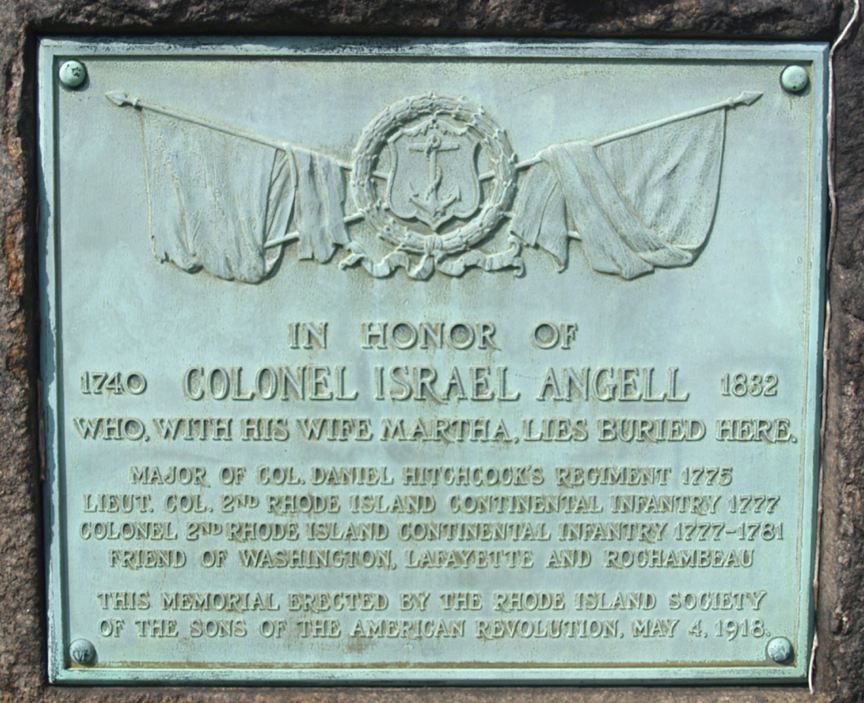 IN HONOR OF
1740 COLONEL ISRAEL ANGELL 1832
WHO, WITH HIS WIFE MARTHA, LIES BURIED HERE.
MAJOR OF COL. DANIEL HITCHCOCK'S REGIMENT 1775
LIEUT. COL. 2ND RHODE ISLAND CONTINENTAL INFANTRY 1777
COLONEL 2ND RHODE ISLAND CONTINENTAL INFANTRY 1777-1781
FRIEND OF WASHINGTON, LAFAYETTE AND ROCHAMBEAU
THIS MEMORIAL ERECTED BY THE RHODE ISLAND SOCIETY
OF THE SONS OF THE AMERICAN REVOLUTION, MAY 4, 1918.